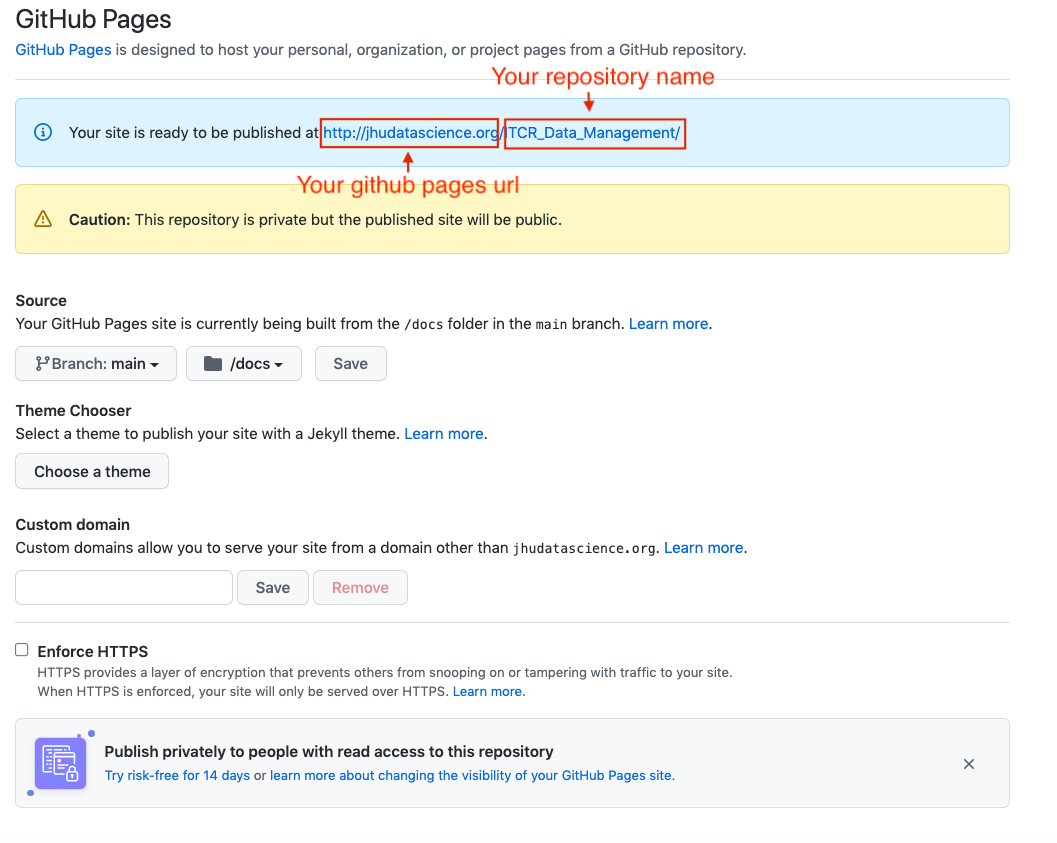 GitHub Pages
GitHub Pages is designed to host your personal, organization, or project pages from a GitHub repository.
Your repository name
Your site is ready to be published at http://jhudatascience.org/ITCR_Data_Management/
Your github pages url
Caution: This repository is private but the published site will be public.
Source
Your GitHub Pages site is currently being built from the /docs folder in the main branch. Learn more.
Branch: main
/docs
Save
Theme Chooser
Select a theme to publish your site with a Jekyll theme. Learn more.
Choose a theme
Custom domain
Custom domains allow you to serve your site from a domain other than jhudatascience.org. Learn more.
Save
Remove
Enforce HTTPS
HTTPS provides a layer of encryption that prevents others from snooping on or tampering with traffic to your site.
When HTTPS is enforced, your site will only be served over HTTPS. Learn more.
Publish privately to people with read access to this repository
Try risk-free for 14 days or learn more about changing the visibility of your GitHub Pages site.